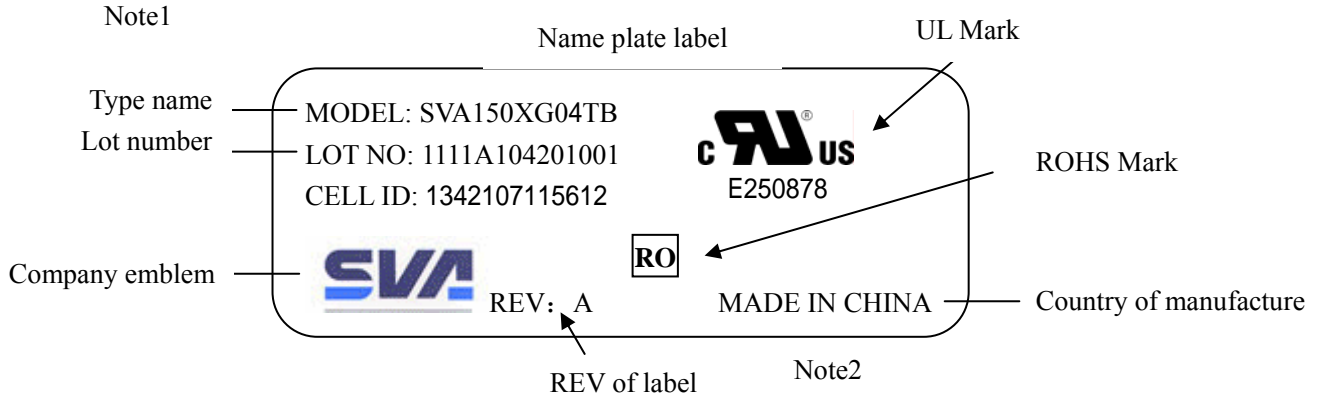 Note1
Name plate label
UL Mark
Type name
MODEL: SVA150XG04TB
Lot number
LOT NO: 1111A104201001
CELL ID: 1342107115612
C RU® US
E250878
ROHS Mark
RO
Company emblem
SVA
REV： A
MADE IN CHINA
Country of manufacture
REV of label
Note2